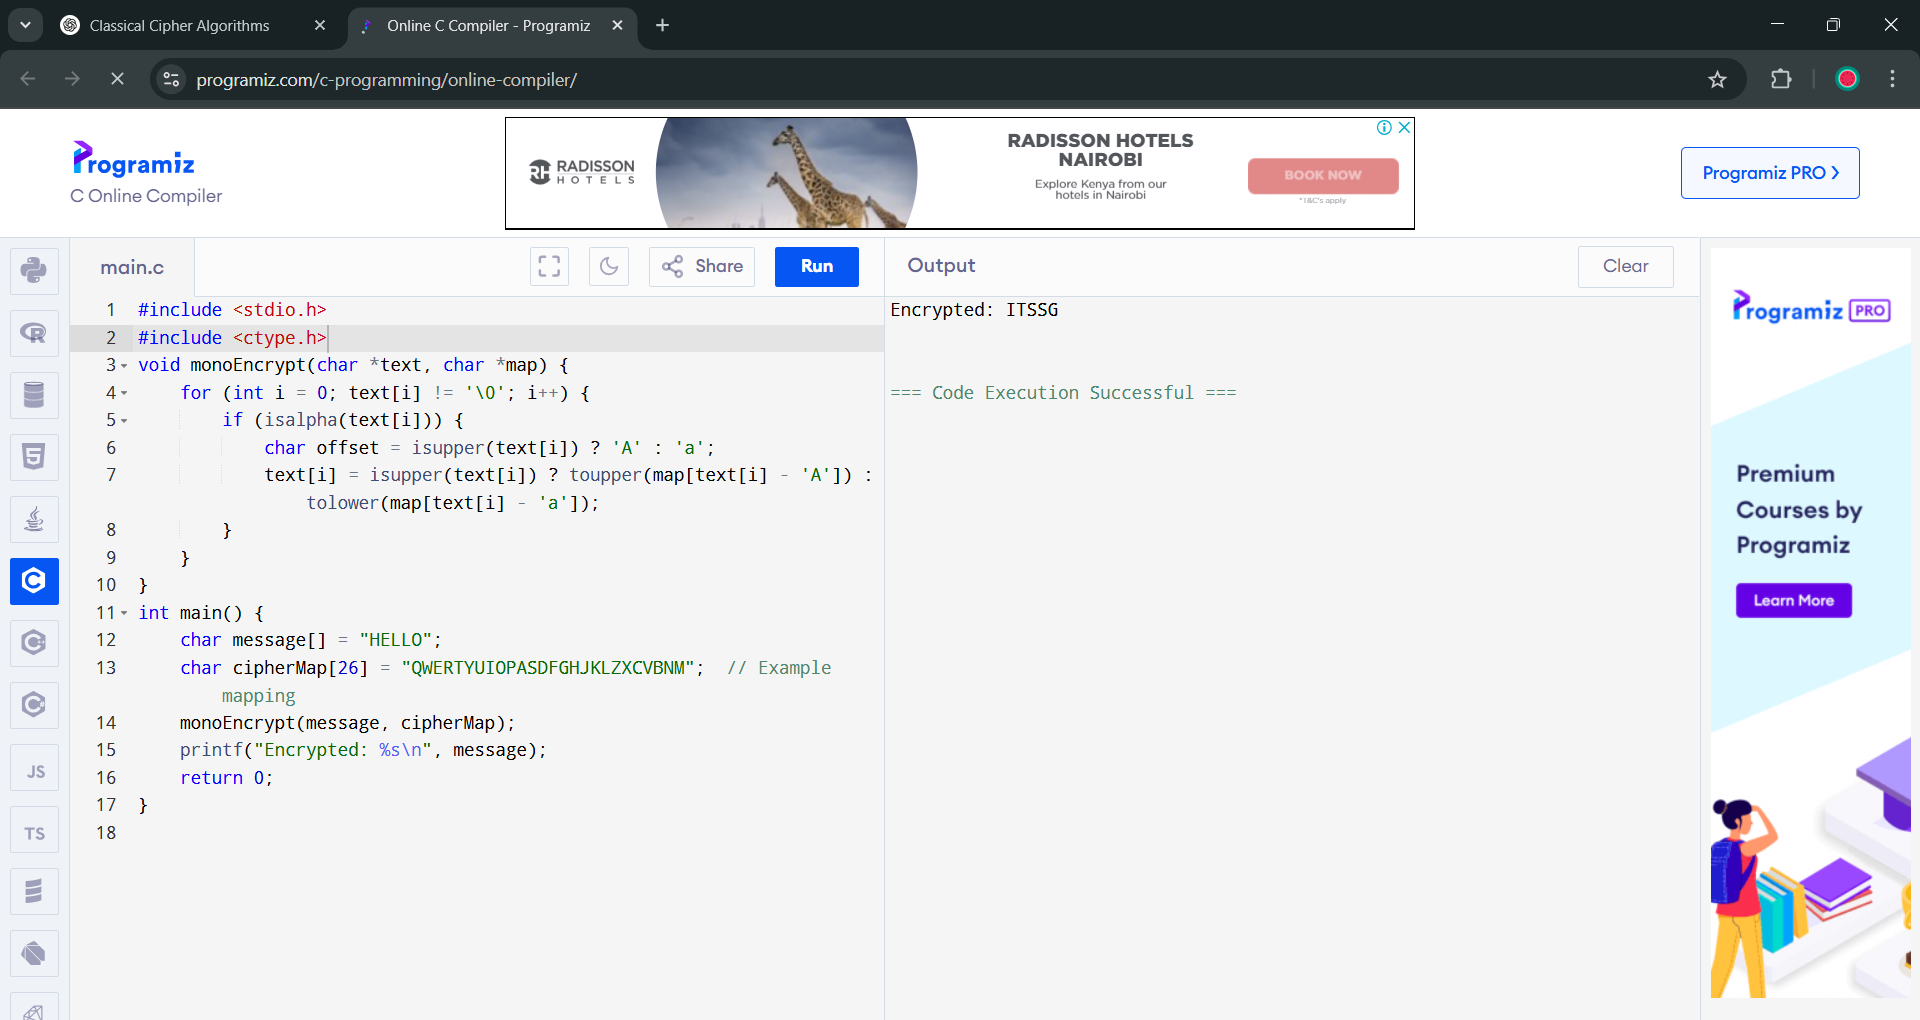 Classical Cipher Algorithms
Online C Compiler - Programiz
programiz.com/c-programming/online-compiler/
Programiz
C Online Compiler
RADISSON
HOTELS
RADISSON HOTELS
NAIROBI
Explore Kenya from our
hotels in Nairobi
BOOK NOW
*T&C's apply
Programiz PRO
main.c
Share
Run
Output
Clear
1 #include <stdio.h>
2 #include <ctype.h>
3 void monoEncrypt(char *text, char *map) {
4 for (int i = 0; text[i] != '\0'; i++) {
5 if (isalpha(text[i])) {
6 char offset = isupper(text[i]) ? 'A' : 'a';
7 text[i] = isupper(text[i]) ? toupper(map[text[i] - 'A']) :
tolower(map[text[i] - 'a']);
8 }
9 }
10 }
11 int main() {
12 char message[] = "HELLO";
13 char cipherMap[26] = "QWERTYUIOPASDFGHJKLZXCVBNM"; // Example
mapping
14 monoEncrypt(message, cipherMap);
15 printf("Encrypted: %s\n", message);
16 return 0;
17 }
18
Encrypted: ITSSG
=== Code Execution Successful ===
JS
TS
Programiz PRO
Premium
Courses by
Programiz
Learn More